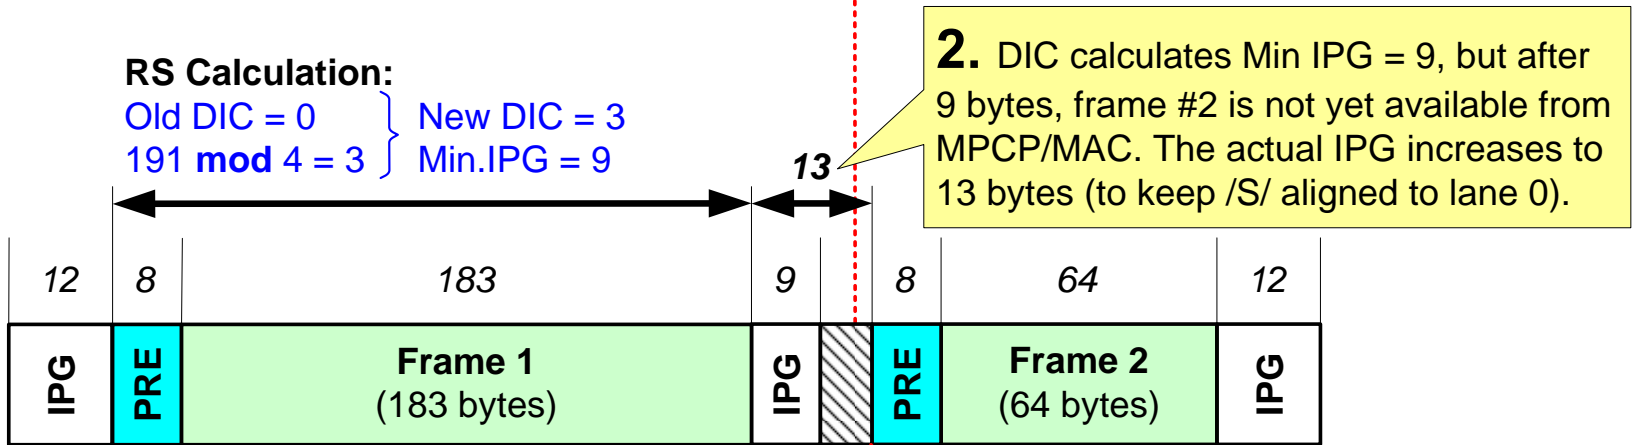 2. DIC calculates Min IPG = 9, but after
9 bytes, frame #2 is not yet available from
MPCP/MAC. The actual IPG increases to
13 bytes (to keep /S/ aligned to lane 0).
RS Calculation:
Old DIC = 0
191 mod 4 = 3
New DIC = 3
Min.IPG = 9
13
12 8 183 9 8 64 12
IPG
PRE
Frame 1
(183 bytes)
IPG
PRE
Frame 2
(64 bytes)
IPG